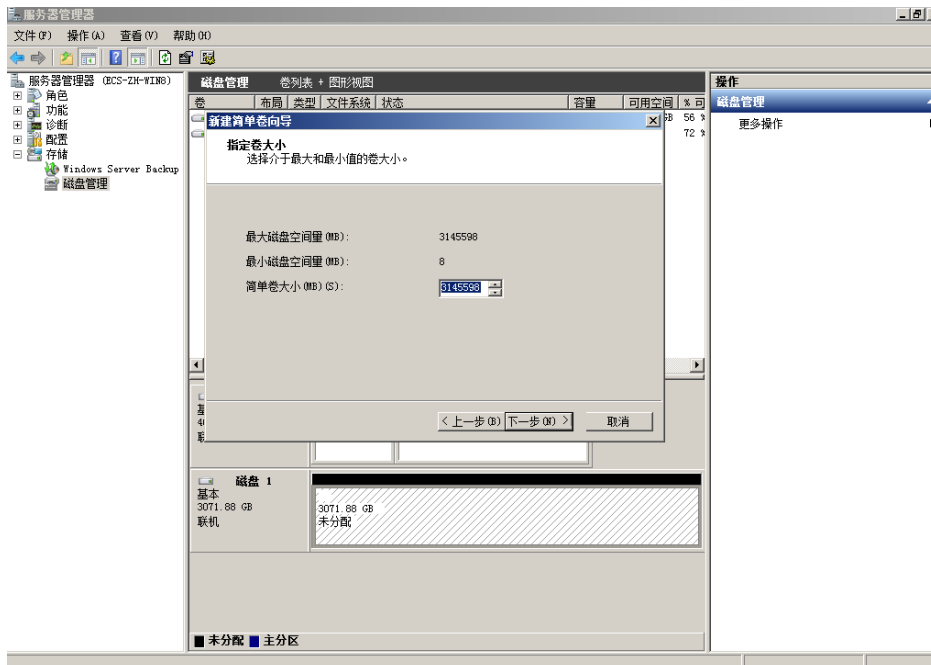 服务器管理器
文件(F) 操作(A) 查看(V) 帮助(H)
服务器管理器 (ECS-ZH-WIN8)
角色
功能
诊断
配置
存储
Windows Server Backup
磁盘管理
磁盘管理 卷列表 + 图形视图
卷 布局 类型 文件系统 状态 容量 可用空间 % 可
56 %
72 %
新建简单卷向导
指定卷大小
选择介于最大和最小值的卷大小。
最大磁盘空间量(MB): 3145598
最小磁盘空间量(MB): 8
简单卷大小(MB)(S): 3145598
< 上一步(B) 下一步(N) > 取消
磁盘 1
基本
3071.88 GB
联机
3071.88 GB
未分配
未分配 主分区
操作
磁盘管理
更多操作